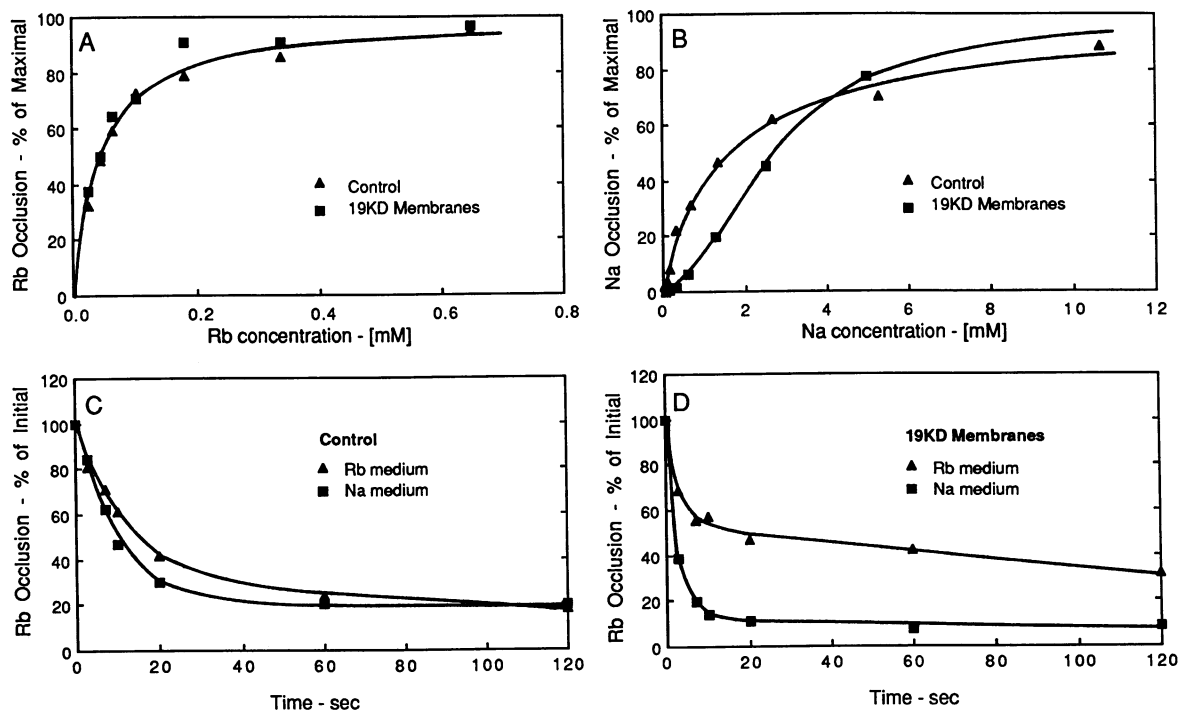 A
Rb Occlusion - % of Maximal
100
80
60
40
20
0
Control
19KD Membranes
0.0
0.2
0.4
0.6
0.8
Rb concentration - [mM]
B
Na Occlusion - % of Maximal
100
80
60
40
20
0
Control
19KD Membranes
0
2
4
6
8
10
12
Na concentration - [mM]
C
Rb Occlusion - % of Initial
120
100
80
60
40
20
0
Control
Rb medium
Na medium
0
20
40
60
80
100
120
Time - sec
D
Rb Occlusion - % of Initial
120
100
80
60
40
20
0
19KD Membranes
Rb medium
Na medium
0
20
40
60
80
100
120
Time - sec